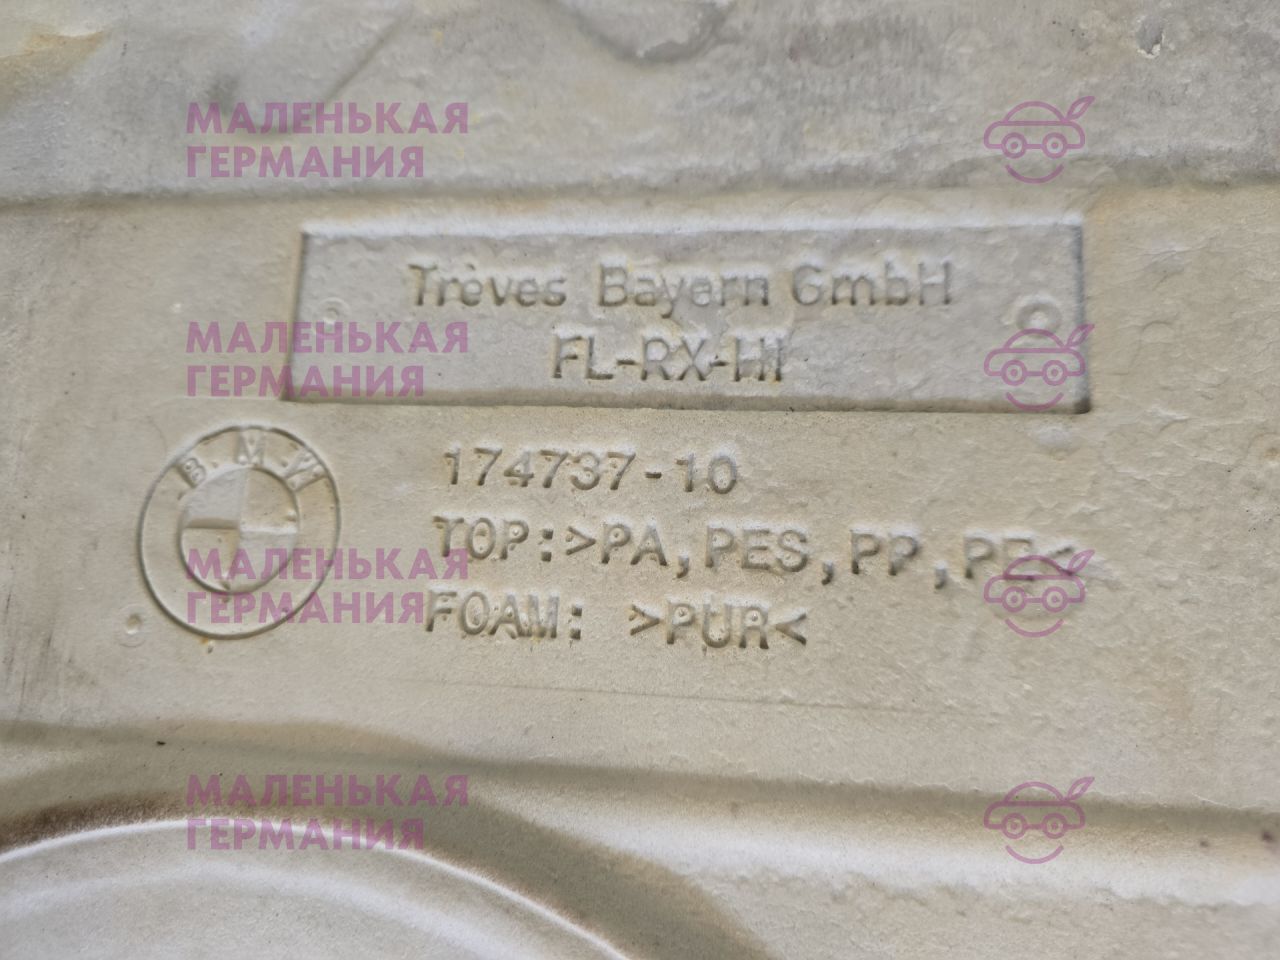 МАЛЕНЬКАЯ
ГЕРМАНИЯ
Trèves Bayern GmbH
FL-RX-HI
МАЛЕНЬКАЯ
ГЕРМАНИЯ
BMW
174737-10
TOP:>PA,PES,PP,PE<
FOAM: >PUR<
МАЛЕНЬКАЯ
ГЕРМАНИЯ
МАЛЕНЬКАЯ
ГЕРМАНИЯ